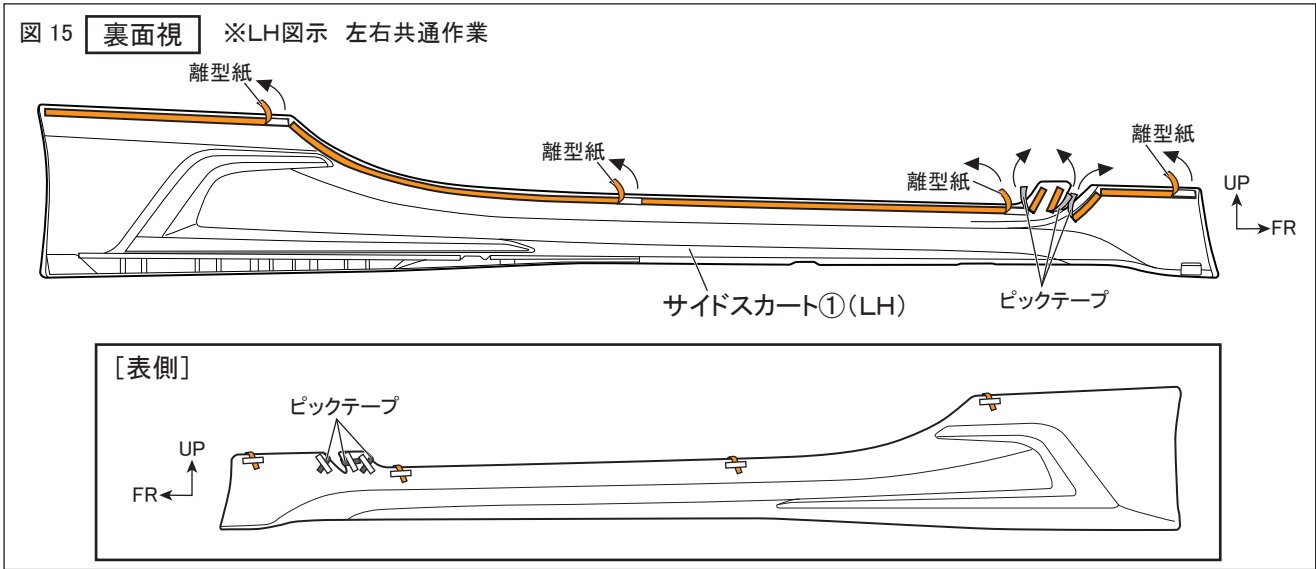 図 15 裏面視 ※LH図示 左右共通作業
離型紙
離型紙
離型紙
離型紙
UP
FR
サイドスカート①(LH)
ピックテープ
[表側]
ピックテープ
UP
FR